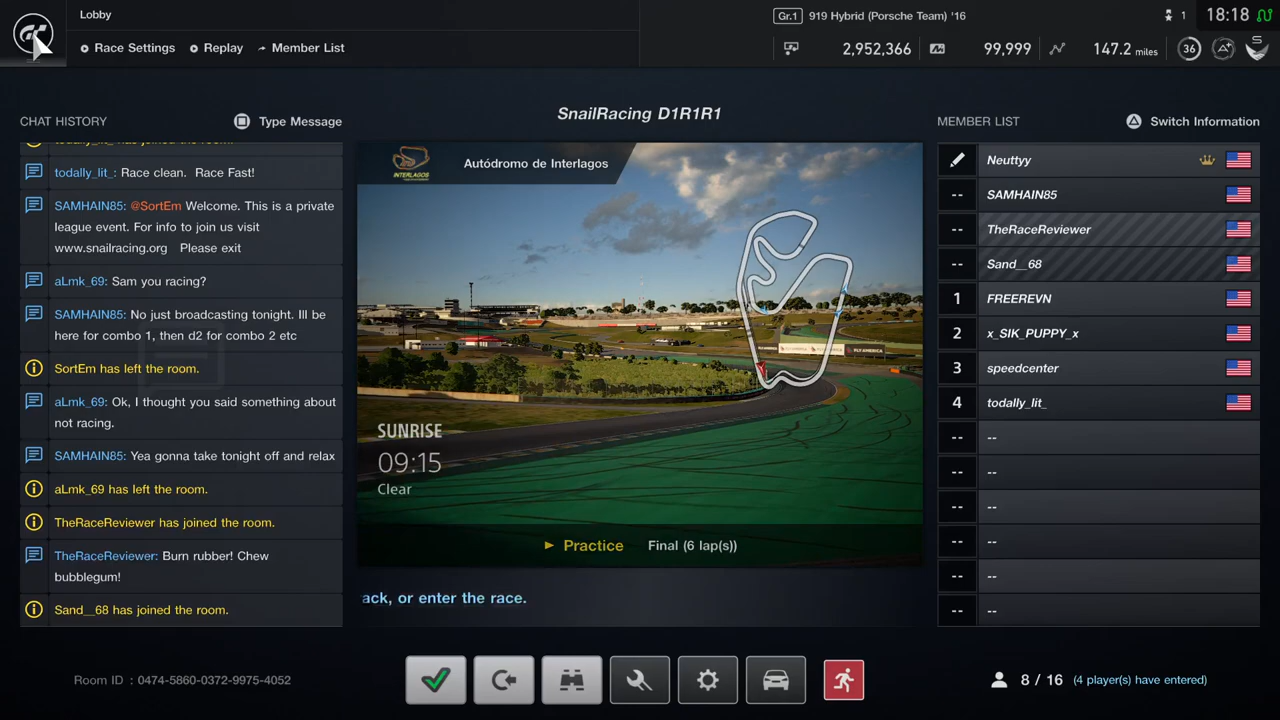 Lobby
Race Settings Replay Member List
Gr.1 919 Hybrid (Porsche Team) '16
1 18:18
2,952,366 99,999 147.2 miles 36 A+ S
CHAT HISTORY Type Message
todally_lit_ has joined the room.
todally_lit_: Race clean. Race Fast!
SAMHAIN85: @SortEm Welcome. This is a private
league event. For info to join us visit
www.snailracing.org Please exit
aLmk_69: Sam you racing?
SAMHAIN85: No just broadcasting tonight. Ill be
here for combo 1, then d2 for combo 2 etc
SortEm has left the room.
aLmk_69: Ok, I thought you said something about
not racing.
SAMHAIN85: Yea gonna take tonight off and relax
aLmk_69 has left the room.
TheRaceReviewer has joined the room.
TheRaceReviewer: Burn rubber! Chew
bubblegum!
Sand__68 has joined the room.
SnailRacing D1R1R1
INTERLAGOS
Autódromo de Interlagos
FLY AMERICA
SUNRISE
09:15
Clear
Practice Final (6 lap(s))
ack, or enter the race.
MEMBER LIST Switch Information
Neuttyy
-- SAMHAIN85
-- TheRaceReviewer
-- Sand__68
1 FREEREVN
2 x_SIK_PUPPY_x
3 speedcenter
4 todally_lit_
-- --
-- --
-- --
-- --
-- --
-- --
Room ID : 0474-5860-0372-9975-4052
8 / 16 (4 player(s) have entered)